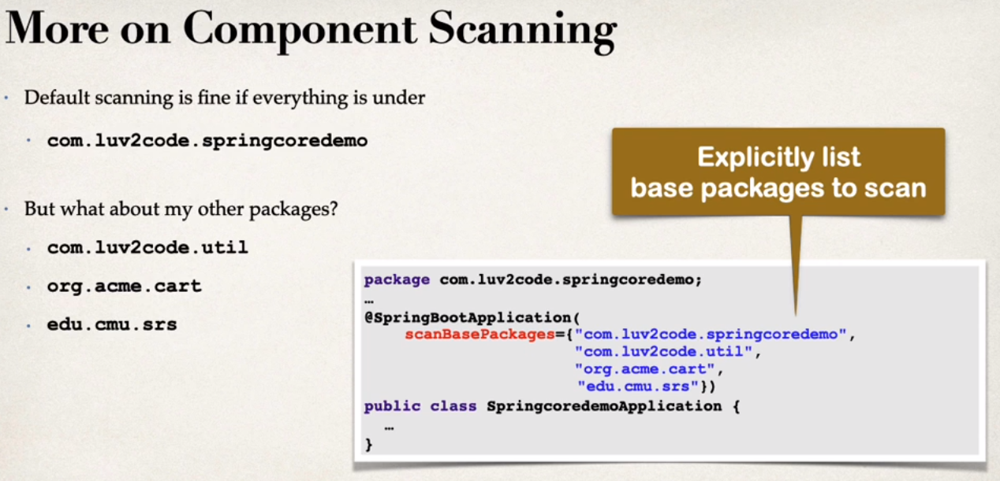 More on Component Scanning
• Default scanning is fine if everything is under
• com.luv2code.springcoredemo
• But what about my other packages?
• com.luv2code.util
• org.acme.cart
• edu.cmu.srs
Explicitly list
base packages to scan
package com.luv2code.springcoredemo;
…
@SpringBootApplication(
scanBasePackages={"com.luv2code.springcoredemo",
"com.luv2code.util",
"org.acme.cart",
"edu.cmu.srs"})
public class SpringcoredemoApplication {
…
}